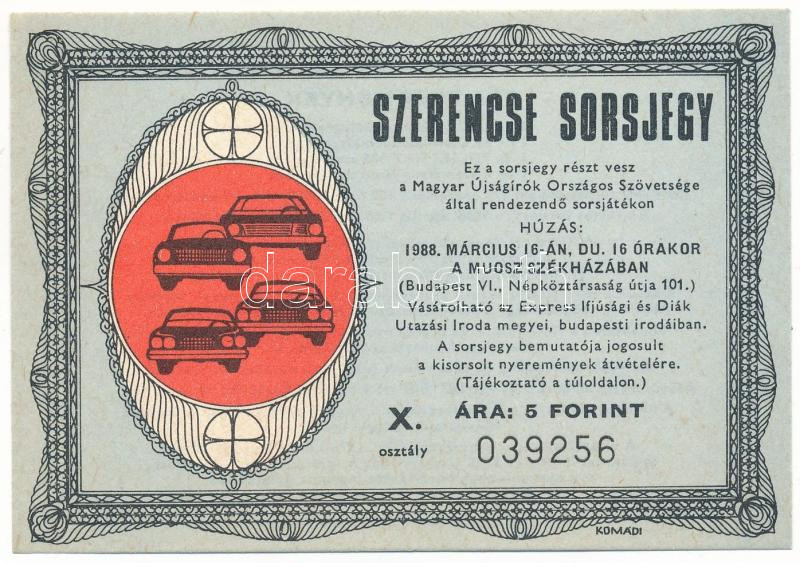 SZERENCSE SORSJEGY
Ez a sorsjegy részt vesz
a Magyar Újságírók Országos Szövetsége
által rendezendő sorsjátékon
HÚZÁS:
1988. MÁRCIUS 16-ÁN, DU. 16 ÓRAKOR
A MUOSZ SZÉKHÁZÁBAN
(Budapest VI., Népköztársaság útja 101.)
Vásárolható az Express Ifjúsági és Diák
Utazási Iroda megyei, budapesti irodáiban.
A sorsjegy bemutatója jogosult
a kisorsolt nyeremények átvételére.
(Tájékoztató a túloldalon.)
X. ÁRA: 5 FORINT
osztály 039256
KOMÁDI
darabanth